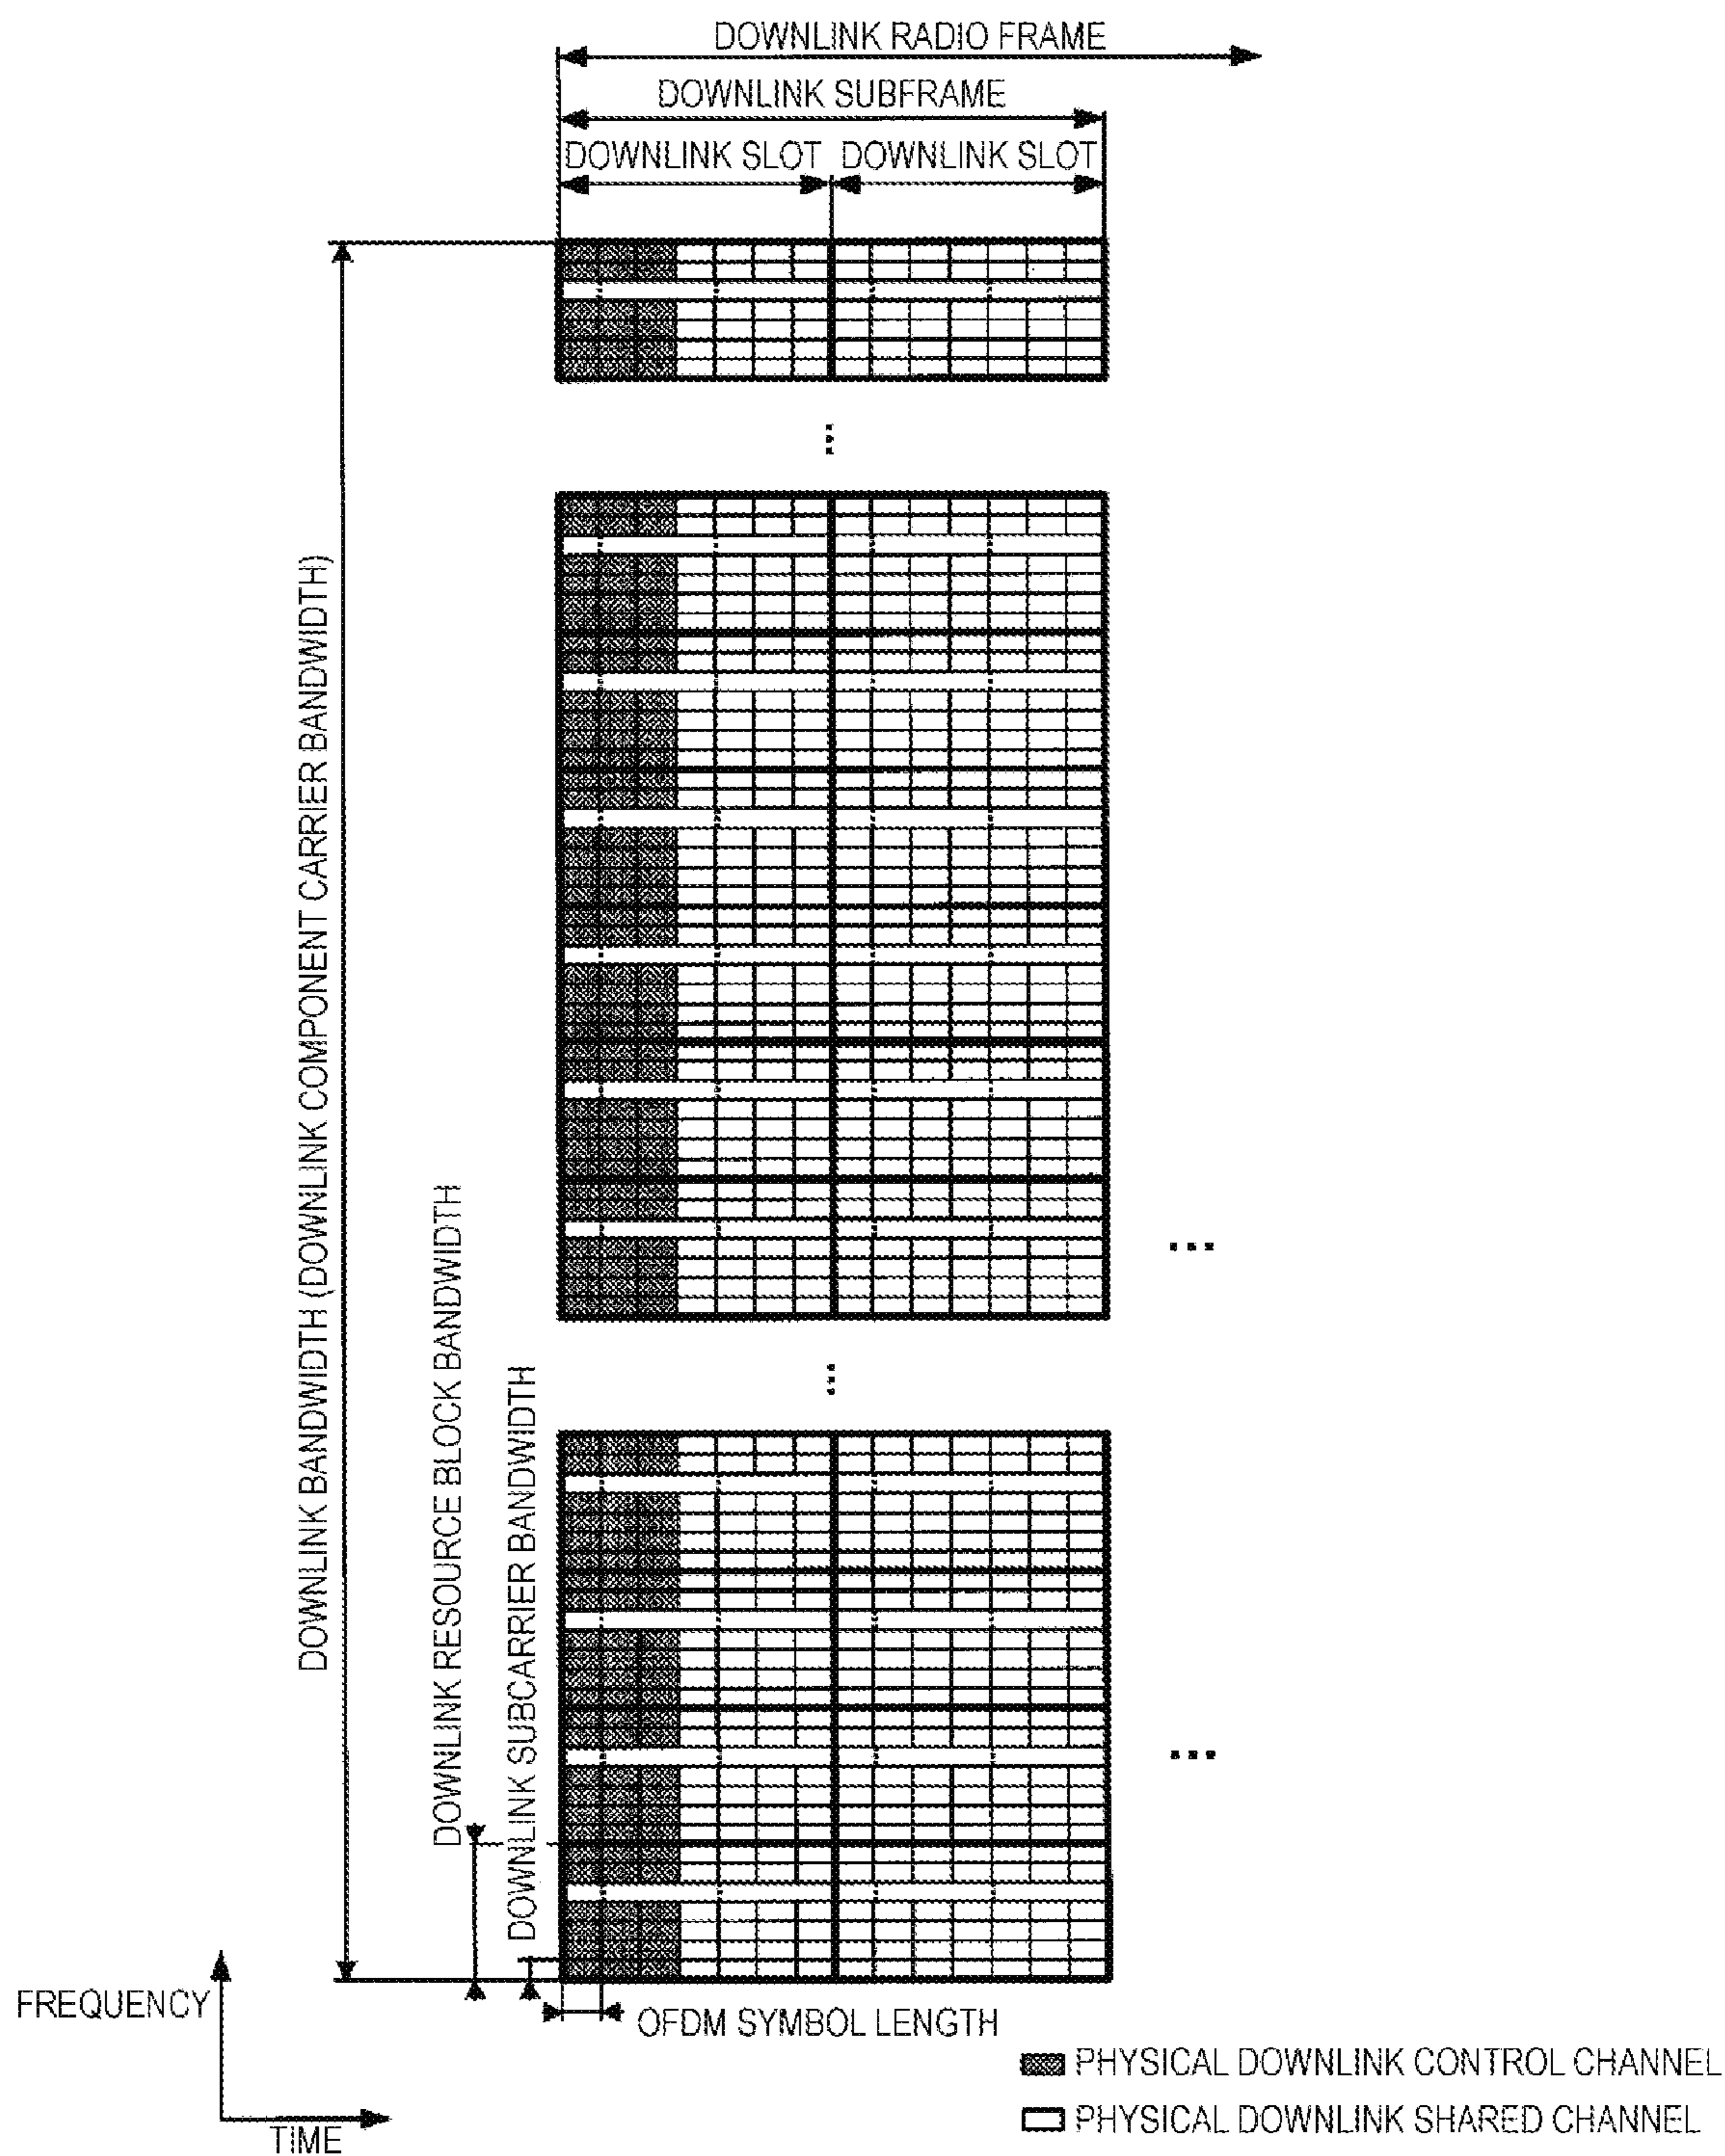 DOWNLINK RADIO FRAME
DOWNLINK SUBFRAME
DOWNLINK SLOT DOWNLINK SLOT
DOWNLINK BANDWIDTH (DOWNLINK COMPONENT CARRIER BANDWIDTH)
DOWNLINK RESOURCE BLOCK BANDWIDTH
DOWNLINK SUBCARRIER BANDWIDTH
FREQUENCY
OFDM SYMBOL LENGTH
PHYSICAL DOWNLINK CONTROL CHANNEL
PHYSICAL DOWNLINK SHARED CHANNEL
TIME